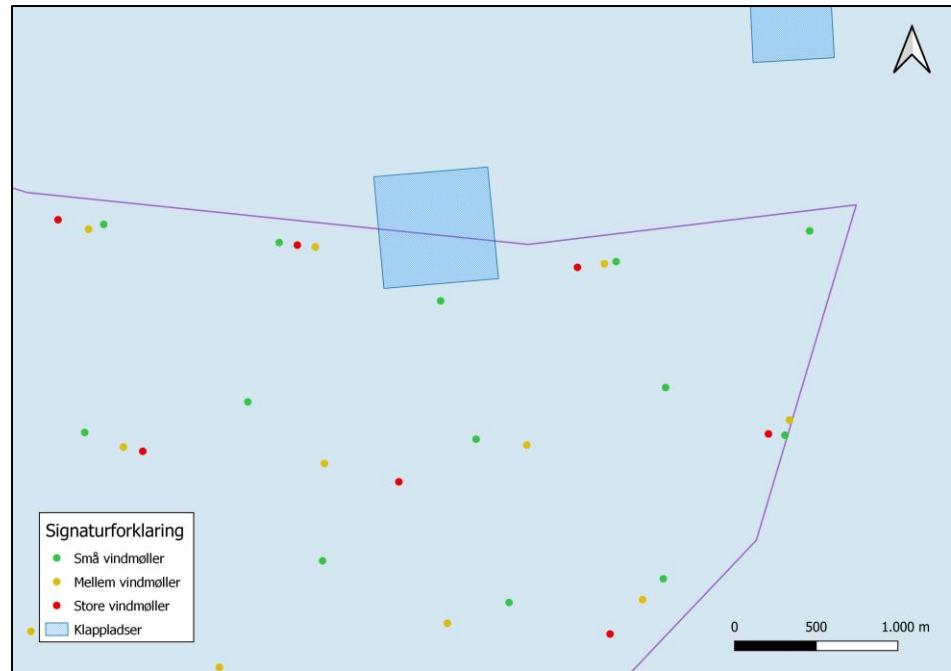 Signaturforklaring
Små vindmøller
Mellem vindmøller
Store vindmøller
Klappladser
0 500 1.000 m